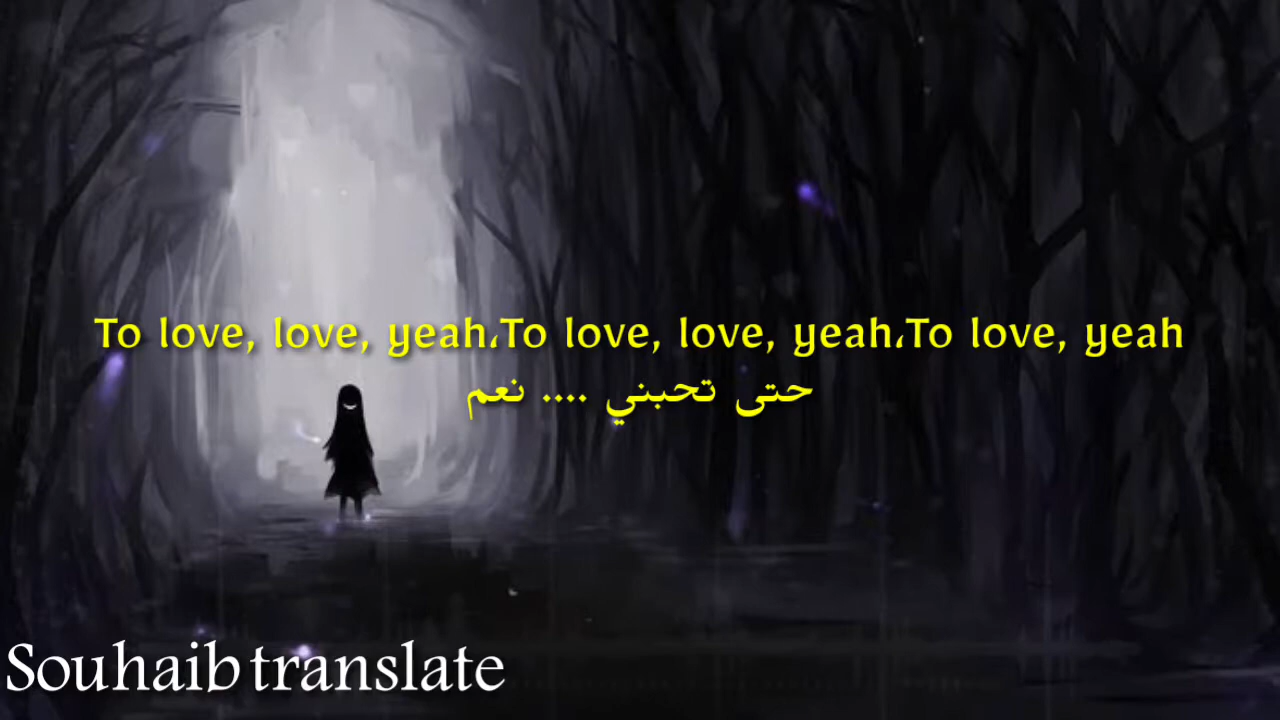 To love, love, yeah،To love, love, yeah،To love, yeah
حتى تحبني .... نعم
Souhaib translate